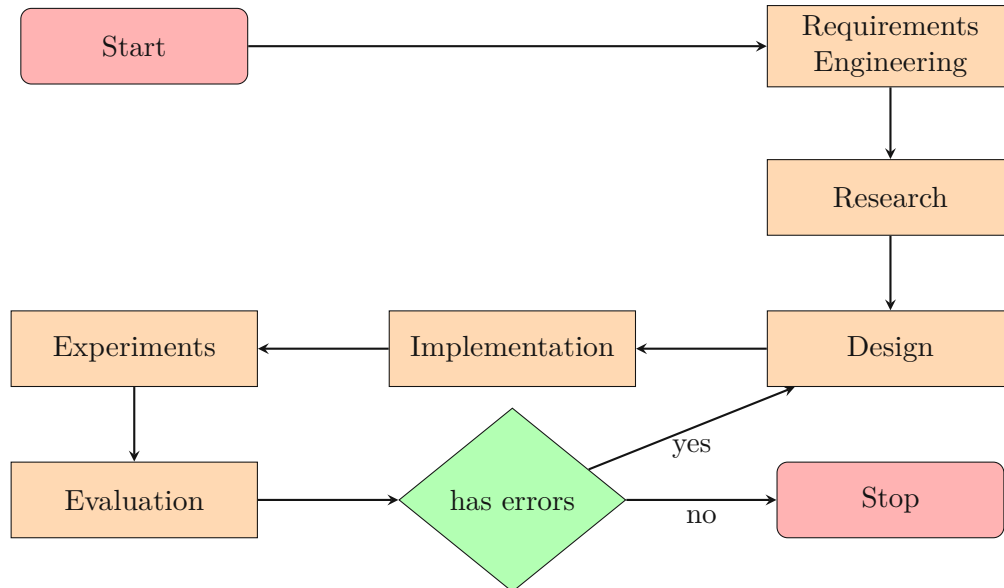 Start
Requirements
Engineering
Research
Experiments
Implementation
Design
yes
Evaluation
has errors
no
Stop